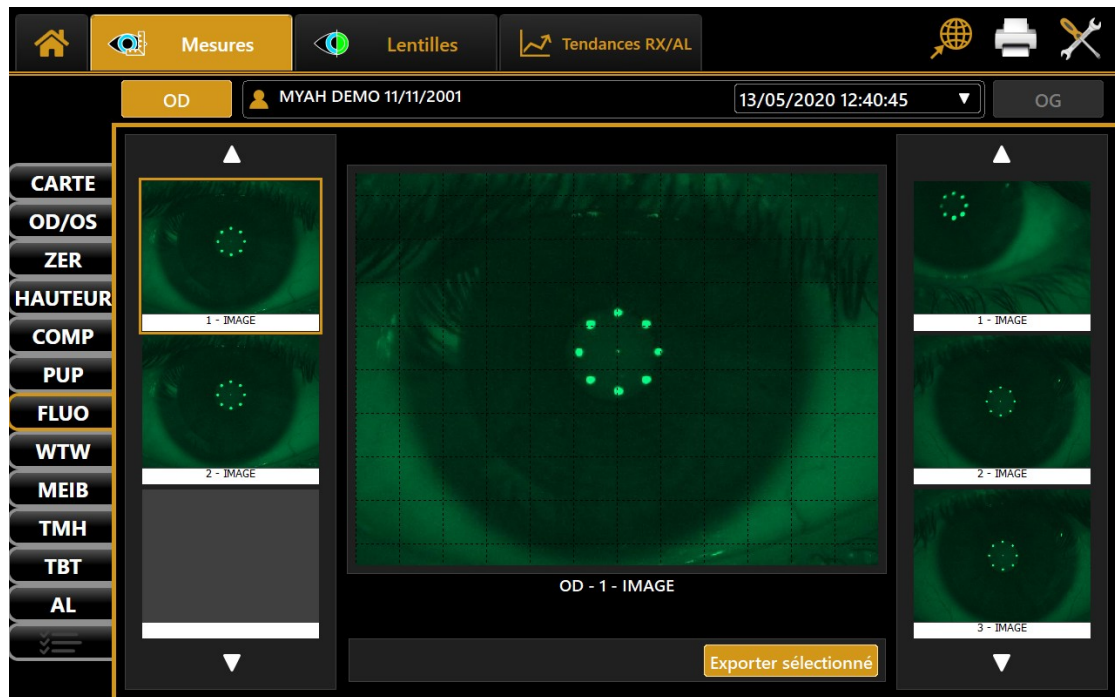 Mesures
Lentilles
Tendances RX/AL
OD
MYAH DEMO 11/11/2001
13/05/2020 12:40:45
OG
CARTE
OD/OS
ZER
HAUTEUR
COMP
PUP
FLUO
WTW
MEIB
TMH
TBT
AL
1 - IMAGE
2 - IMAGE
OD - 1 - IMAGE
Exporter sélectionné
1 - IMAGE
2 - IMAGE
3 - IMAGE